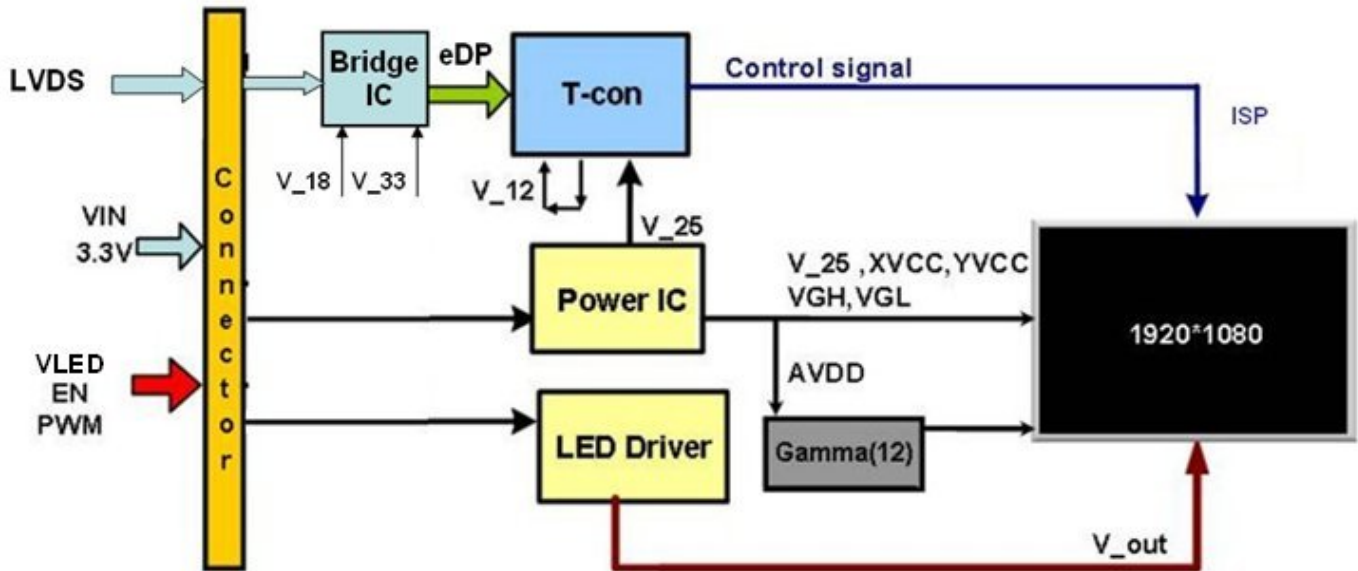 LVDS
VIN
3.3V
VLED
EN
PWM
Connector
Bridge
IC
V_18
V_33
eDP
T-con
V_12
V_25
Control signal
ISP
Power IC
V_25 ,XVCC,YVCC
VGH,VGL
AVDD
LED Driver
Gamma(12)
1920*1080
V_out